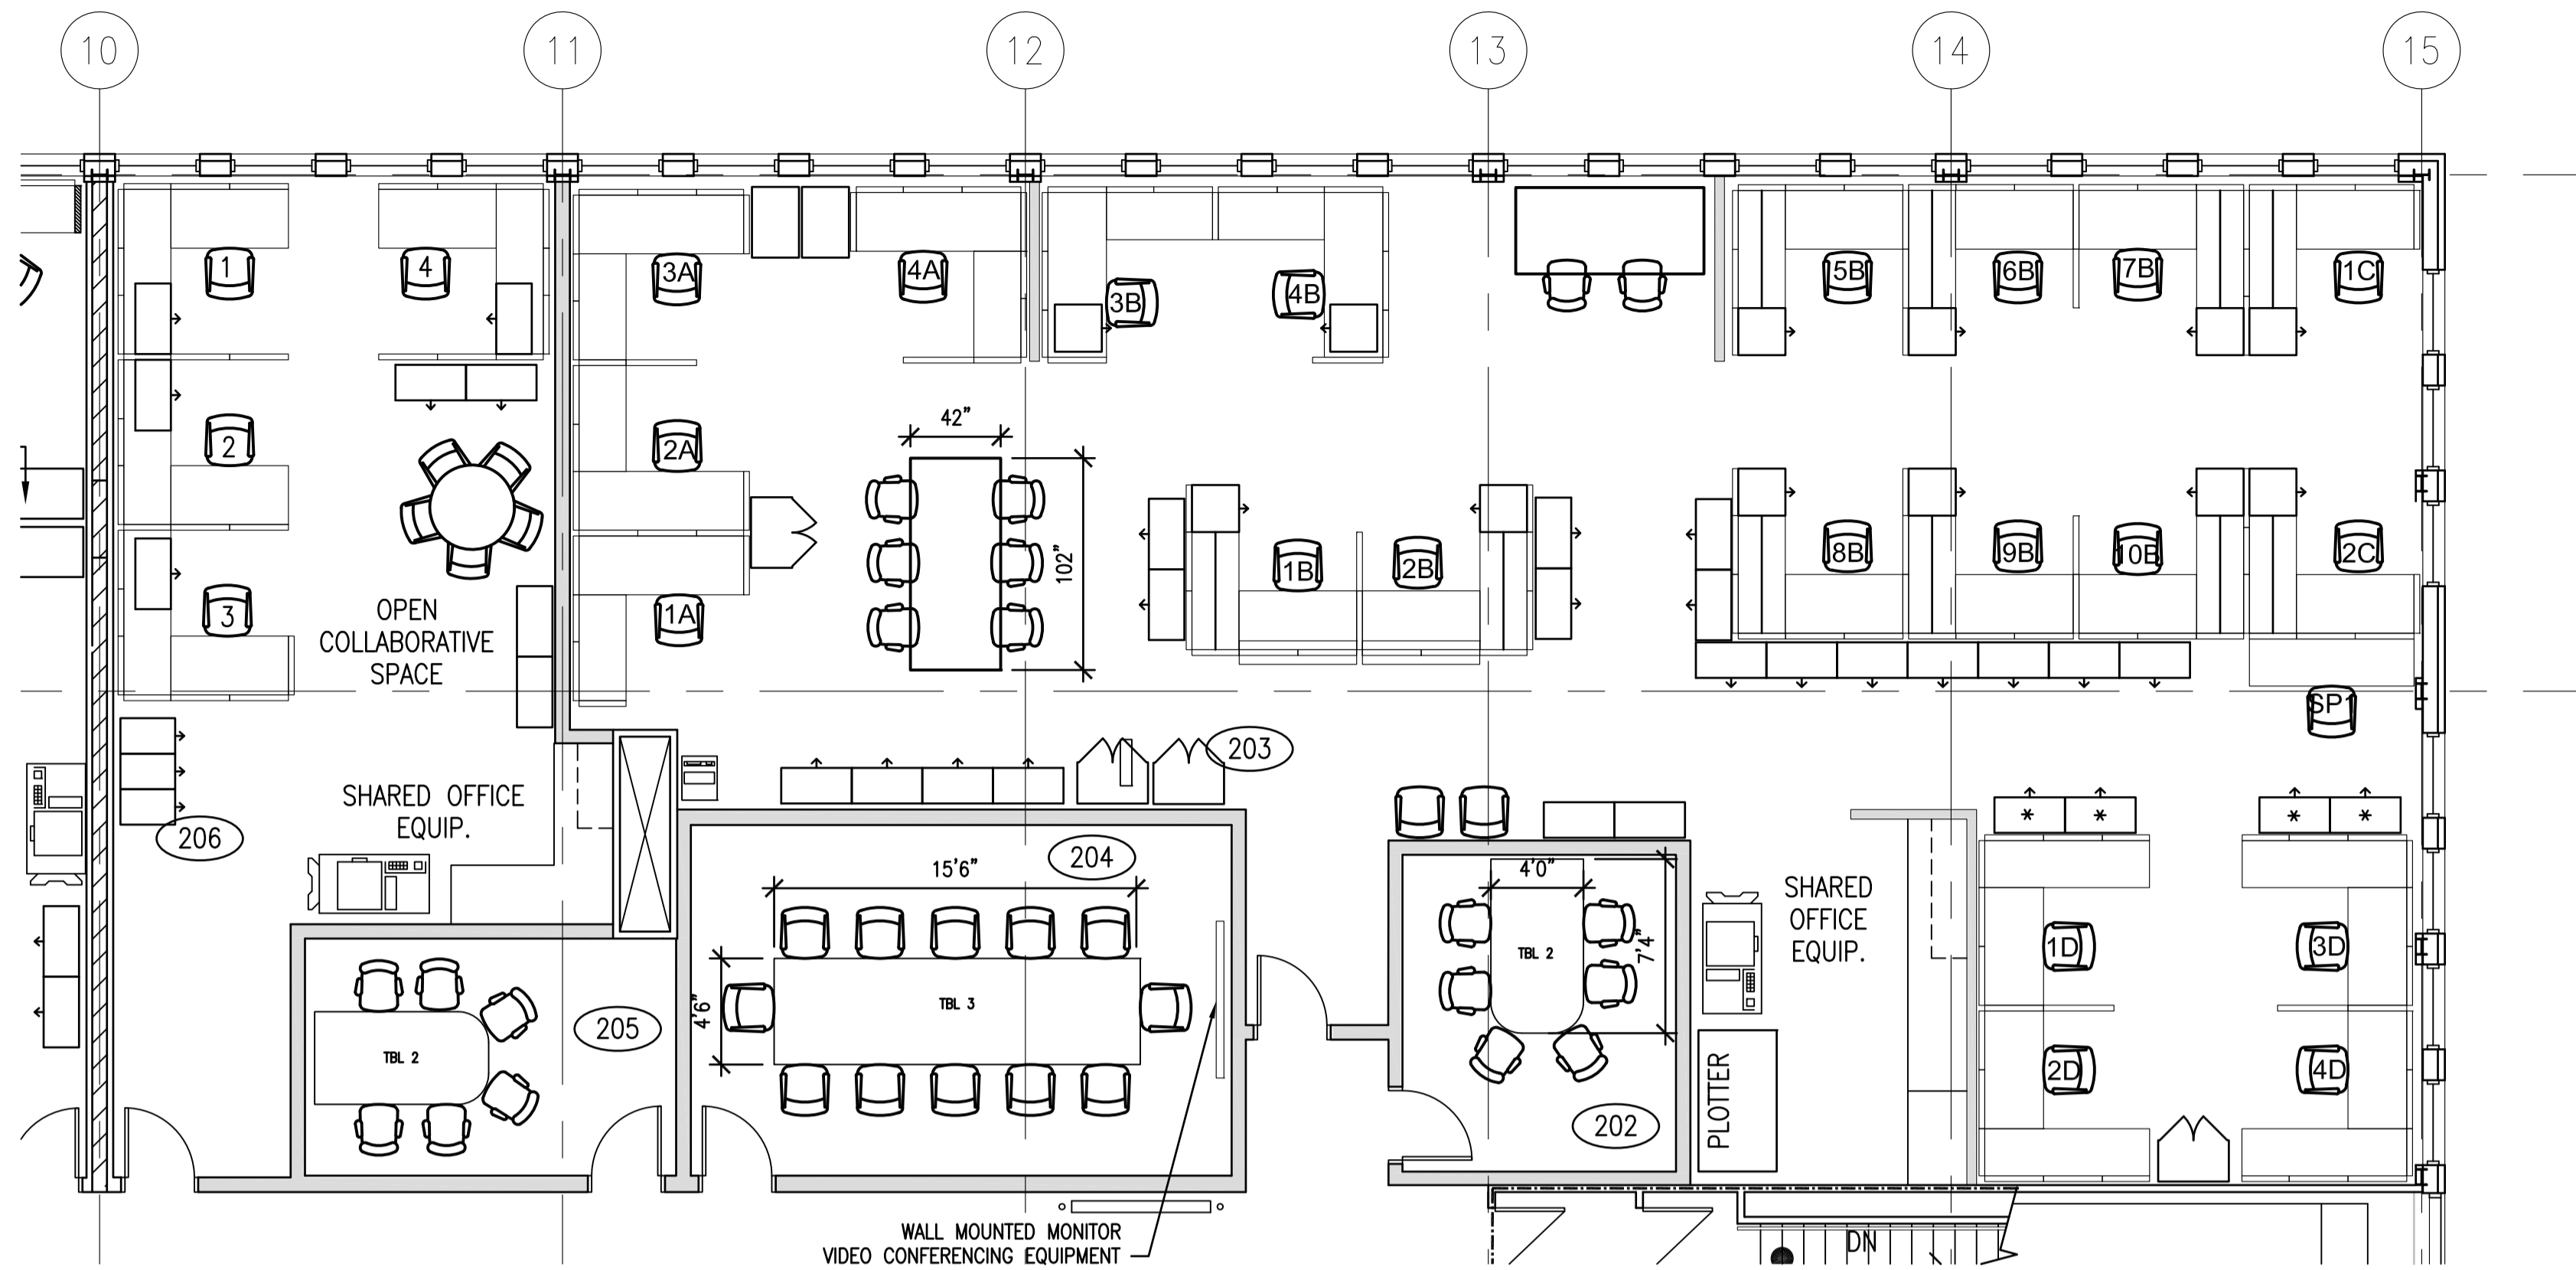 10
11
12
13
14
15
1
4
3A
4A
3B
4B
5B
6B
7B
1C
2
2A
42"
102"
1B
2B
8B
9B
10B
2C
3
1A
OPEN
COLLABORATIVE
SPACE
SP1
203
SHARED OFFICE
EQUIP.
206
204
15'6"
4'6"
TBL 3
4'0"
7'4"
TBL 2
202
SHARED
OFFICE
EQUIP.
PLOTTER
1D
3D
2D
4D
* * * *
205
TBL 2
WALL MOUNTED MONITOR
VIDEO CONFERENCING EQUIPMENT
DN